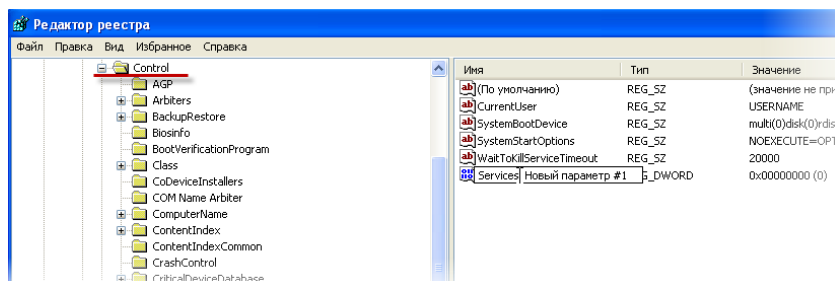 Редактор реестра
Файл Правка Вид Избранное Справка
Control
AGP
Arbiters
BackupRestore
Biosinfo
BootVerificationProgram
Class
CoDeviceInstallers
COM Name Arbiter
ComputerName
ContentIndex
ContentIndexCommon
CrashControl
CriticalDeviceDatabase
Имя Тип Значение
(По умолчанию) REG_SZ (значение не при
CurrentUser REG_SZ USERNAME
SystemBootDevice REG_SZ multi(0)disk(0)rdis
SystemStartOptions REG_SZ NOEXECUTE=OPT
WaitToKillServiceTimeout REG_SZ 20000
Services Новый параметр #1 G_DWORD 0x00000000 (0)